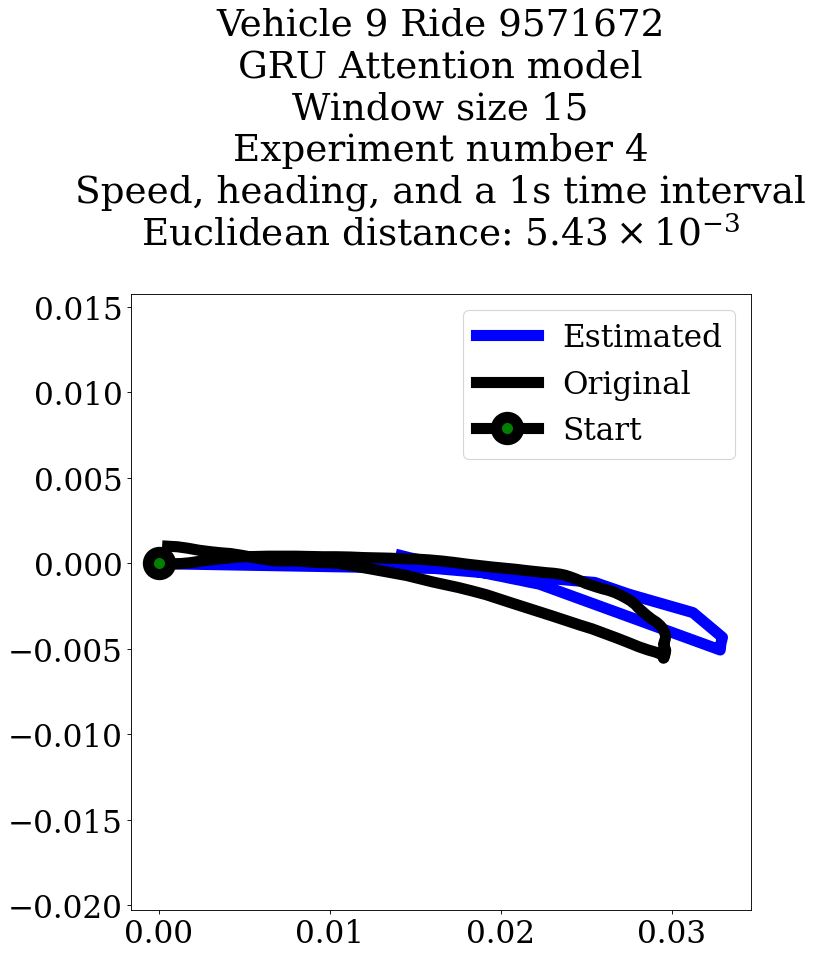 Vehicle 9 Ride 9571672
GRU Attention model
Window size 15
Experiment number 4
Speed, heading, and a 1s time interval
Euclidean distance: 5.43 × 10⁻³
0.015
Estimated
0.010
Original
Start
0.005
0.000
−0.005
−0.010
−0.015
−0.020
0.00 0.01 0.02 0.03